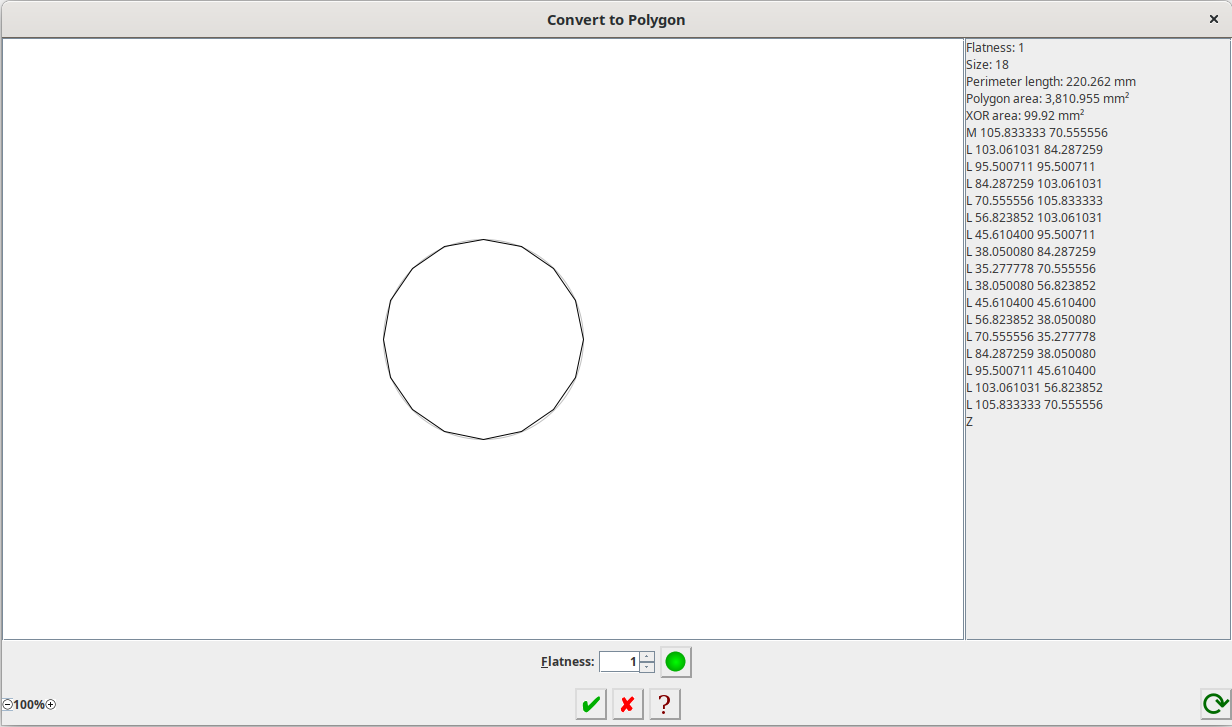 Convert to Polygon
Flatness: 1
Size: 18
Perimeter length: 220.262 mm
Polygon area: 3,810.955 mm²
XOR area: 99.92 mm²
M 105.833333 70.555556
L 103.061031 84.287259
L 95.500711 95.500711
L 84.287259 103.061031
L 70.555556 105.833333
L 56.823852 103.061031
L 45.610400 95.500711
L 38.050080 84.287259
L 35.277778 70.555556
L 38.050080 56.823852
L 45.610400 45.610400
L 56.823852 38.050080
L 70.555556 35.277778
L 84.287259 38.050080
L 95.500711 45.610400
L 103.061031 56.823852
L 105.833333 70.555556
Z
Flatness: 1
100%
?